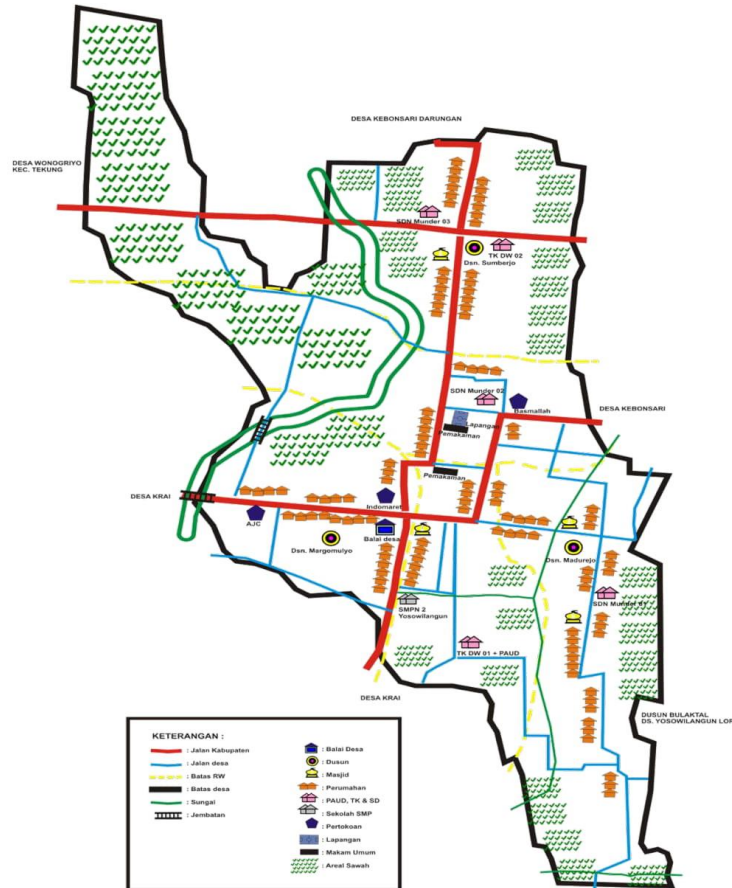 DESA KEBONSARI DARUNGAN
DESA WONOGRIYO
KEC. TEKUNG
SDN Munder 03
TK DW 02
Dsn. Sumberjo
SDN Munder 02
Basmallah
DESA KEBONSARI
Lapangan
Pemakaman
Pemakaman
DESA KRAI
Indomaret
AJC
Balai desa
Dsn. Margomulyo
Dsn. Madurejo
SDN Munder 01
SMPN 2
Yosowilangun
TK DW 01 + PAUD
DESA KRAI
DUSUN BULAKTAL
DS. YOSOWILANGUN LOR
KETERANGAN :
: Jalan Kabupaten
: Jalan desa
: Batas RW
: Batas desa
: Sungai
: Jembatan
: Balai Desa
: Dusun
: Masjid
: Perumahan
: PAUD, TK & SD
: Sekolah SMP
: Pertokoan
: Lapangan
: Makam Umum
: Areal Sawah